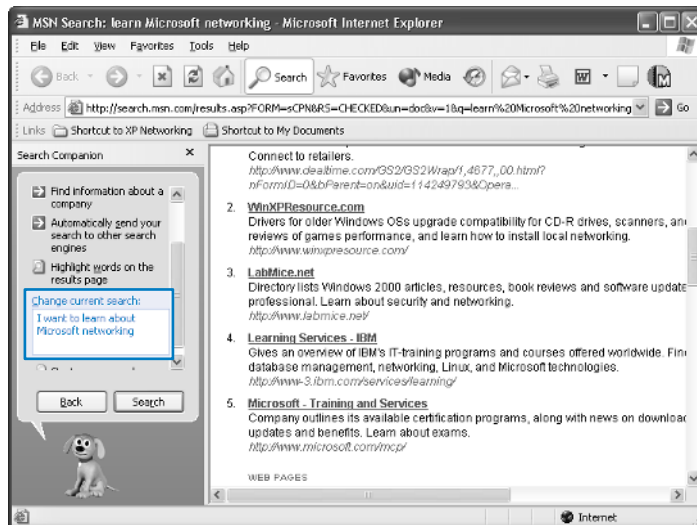 MSN Search: learn Microsoft networking - Microsoft Internet Explorer
File Edit View Favorites Tools Help
Back Search Favorites Media
Address http://search.msn.com/results.asp?FORM=sCPN&RS=CHECKED&un=doc&v=1&q=learn%20Microsoft%20networking Go
Links Shortcut to XP Networking Shortcut to My Documents
Search Companion
Find information about a
company
Automatically send your
search to other search
engines
Highlight words on the
results page
Change current search:
I want to learn about
Microsoft networking
Back Search
Connect to retailers.
http://www.dealtime.com/GS2/GS2Wrap/1,4677,,00.html?
nFormID=0&bParent=on&uid=114249793&Opera...
2. WinXPResource.com
Drivers for older Windows OSs upgrade compatibility for CD-R drives, scanners, and
reviews of games performance, and learn how to install local networking.
http://www.winxpresource.com/
3. LabMice.net
Directory lists Windows 2000 articles, resources, book reviews and software update
professional. Learn about security and networking.
http://www.labmice.net/
4. Learning Services - IBM
Gives an overview of IBM's IT-training programs and courses offered worldwide. Fin
database management, networking, Linux, and Microsoft technologies.
http://www-3.ibm.com/services/learning/
5. Microsoft - Training and Services
Company outlines its available certification programs, along with news on download
updates and benefits. Learn about exams.
http://www.microsoft.com/mcp/
WEB PAGES
Internet